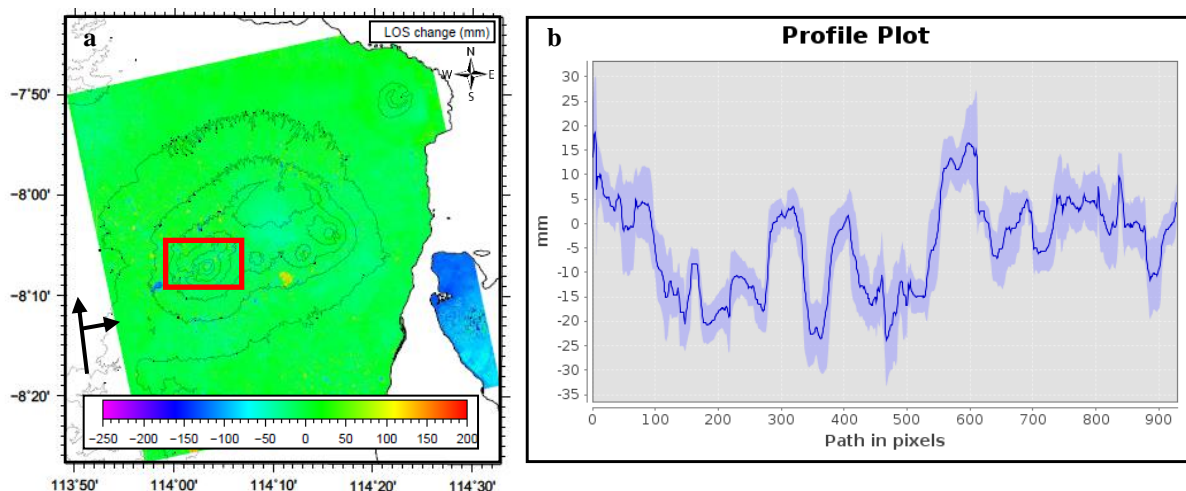 a
LOS change (mm)
N
W E
S
−7˚50'
−8˚00'
−8˚10'
−8˚20'
−250 −200 −150 −100 −50 0 50 100 150 200
113˚50' 114˚00' 114˚10' 114˚20' 114˚30'
b
Profile Plot
30
25
20
15
10
5
0
-5
-10
-15
-20
-25
-30
-35
mm
0 100 200 300 400 500 600 700 800 900
Path in pixels